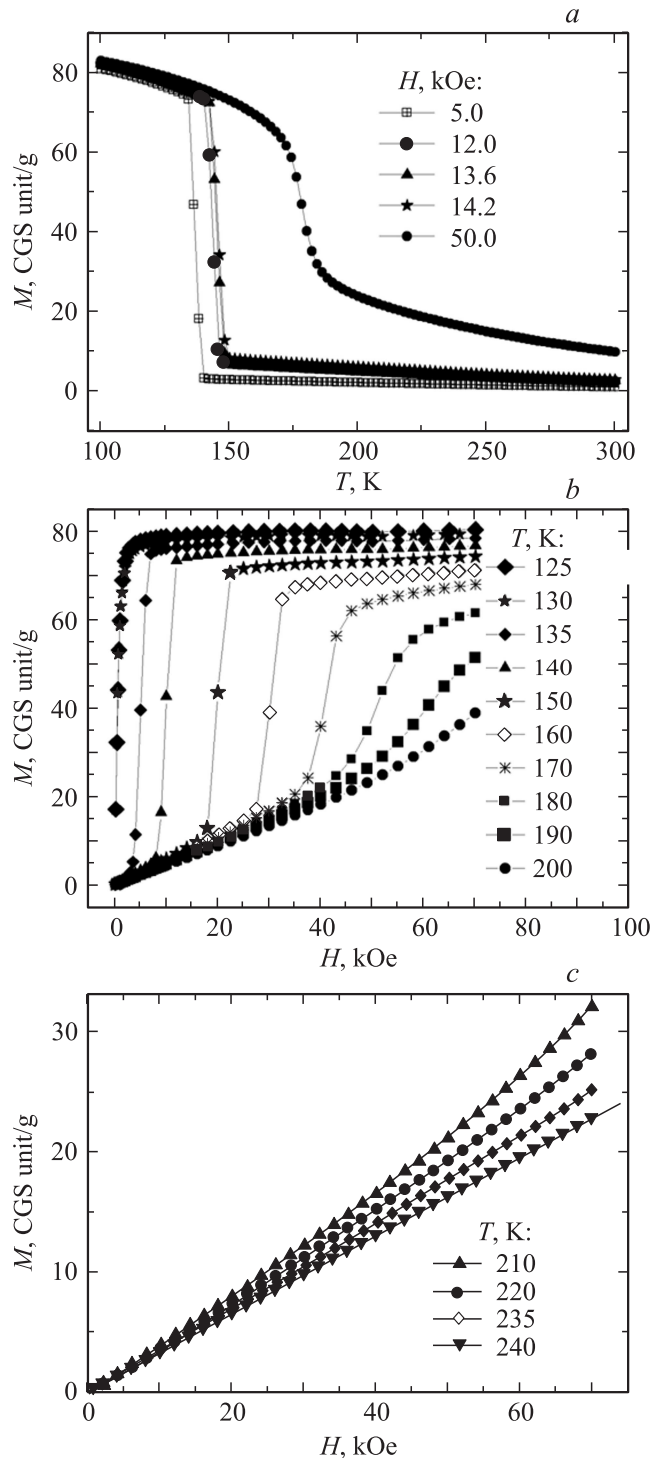 a
H, kOe:
5.0
12.0
13.6
14.2
50.0
M, CGS unit/g
80
60
40
20
0
100 150 200 250 300
T, K
b
T, K:
125
130
135
140
150
160
170
180
190
200
M, CGS unit/g
80
60
40
20
0
0 20 40 60 80 100
H, kOe
c
M, CGS unit/g
30
20
10
0
T, K:
210
220
235
240
0 20 40 60
H, kOe